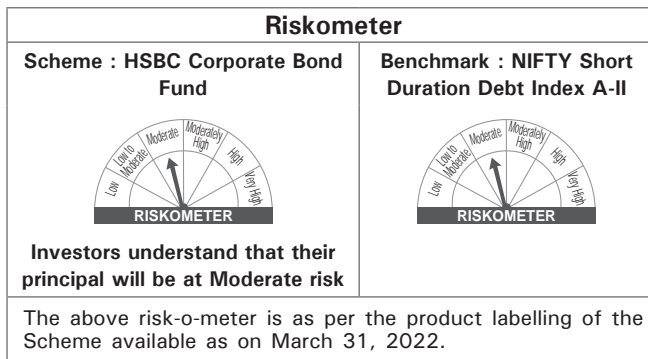 Riskometer
Scheme : HSBC Corporate Bond
Fund
Low
Low to
Moderate
Moderate
Moderately
High
High
Very High
RISKOMETER
Investors understand that their
principal will be at Moderate risk
Benchmark : NIFTY Short
Duration Debt Index A-II
Low
Low to
Moderate
Moderate
Moderately
High
High
Very High
RISKOMETER
The above risk-o-meter is as per the product labelling of the
Scheme available as on March 31, 2022.